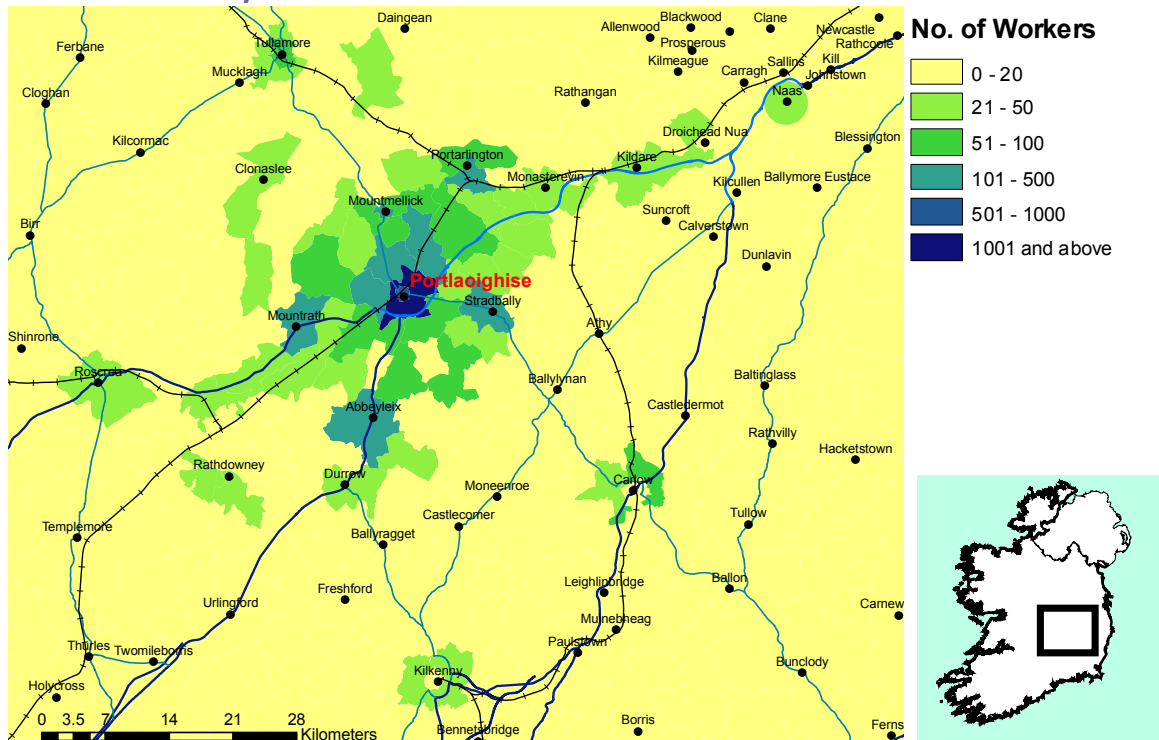 No. of Workers
0 - 20
21 - 50
51 - 100
101 - 500
501 - 1000
1001 and above
Daingean
Blackwood
Clane
Newcastle
Allenwood
Rathcoole
Ferbane
Tullamore
Prosperous
Kill
Sallins
Kilmeague
Mucklagh
Carragh
Johnstown
Cloghan
Rathangan
Naas
Droichead Nua
Blessington
Kilcormac
Portarlington
Kildare
Clonaslee
Monasterevin
Kilcullen
Ballymore Eustace
Mountmellick
Suncroft
Birr
Calverstown
Dunlavin
Portlaoighise
Stradbally
Mountrath
Athy
Shinrone
Roscrea
Ballylynan
Baltinglass
Abbeyleix
Castledermot
Rathvilly
Hacketstown
Rathdowney
Durrow
Carlow
Moneenroe
Castlecomer
Tullow
Templemore
Ballyragget
Leighlinbridge
Ballon
Freshford
Urlingford
Carnew
Muinebheag
Thurles
Twomileborris
Paulstown
Kilkenny
Bunclody
Holycross
Borris
Ferns
Bennetsbridge
0 3.5 7 14 21 28
Kilometers